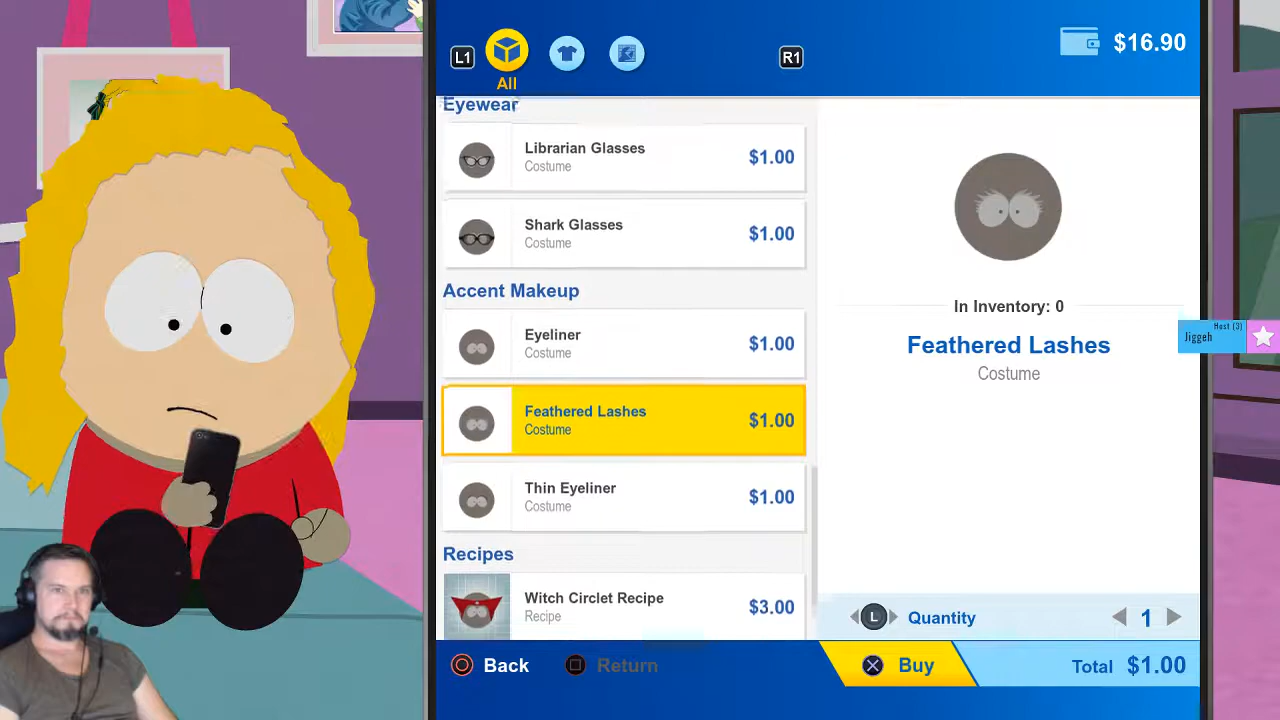 L1
R1
$16.90
All
Eyewear
Librarian Glasses
Costume
$1.00
Shark Glasses
Costume
$1.00
Accent Makeup
Eyeliner
Costume
$1.00
Feathered Lashes
Costume
$1.00
Thin Eyeliner
Costume
$1.00
Recipes
Witch Circlet Recipe
Recipe
$3.00
In Inventory: 0
Feathered Lashes
Costume
Host (3)
Jiggeh
L Quantity 1
Back
Return
Buy
Total $1.00